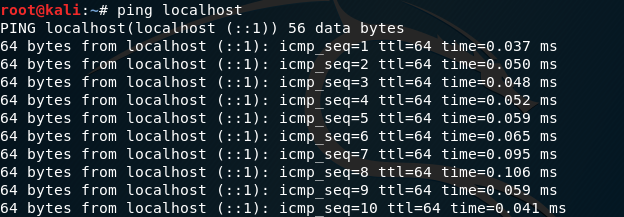 root@kali:~# ping localhost
PING localhost(localhost (::1)) 56 data bytes
64 bytes from localhost (::1): icmp_seq=1 ttl=64 time=0.037 ms
64 bytes from localhost (::1): icmp_seq=2 ttl=64 time=0.050 ms
64 bytes from localhost (::1): icmp_seq=3 ttl=64 time=0.048 ms
64 bytes from localhost (::1): icmp_seq=4 ttl=64 time=0.052 ms
64 bytes from localhost (::1): icmp_seq=5 ttl=64 time=0.059 ms
64 bytes from localhost (::1): icmp_seq=6 ttl=64 time=0.065 ms
64 bytes from localhost (::1): icmp_seq=7 ttl=64 time=0.095 ms
64 bytes from localhost (::1): icmp_seq=8 ttl=64 time=0.106 ms
64 bytes from localhost (::1): icmp_seq=9 ttl=64 time=0.059 ms
64 bytes from localhost (::1): icmp_seq=10 ttl=64 time=0.041 ms